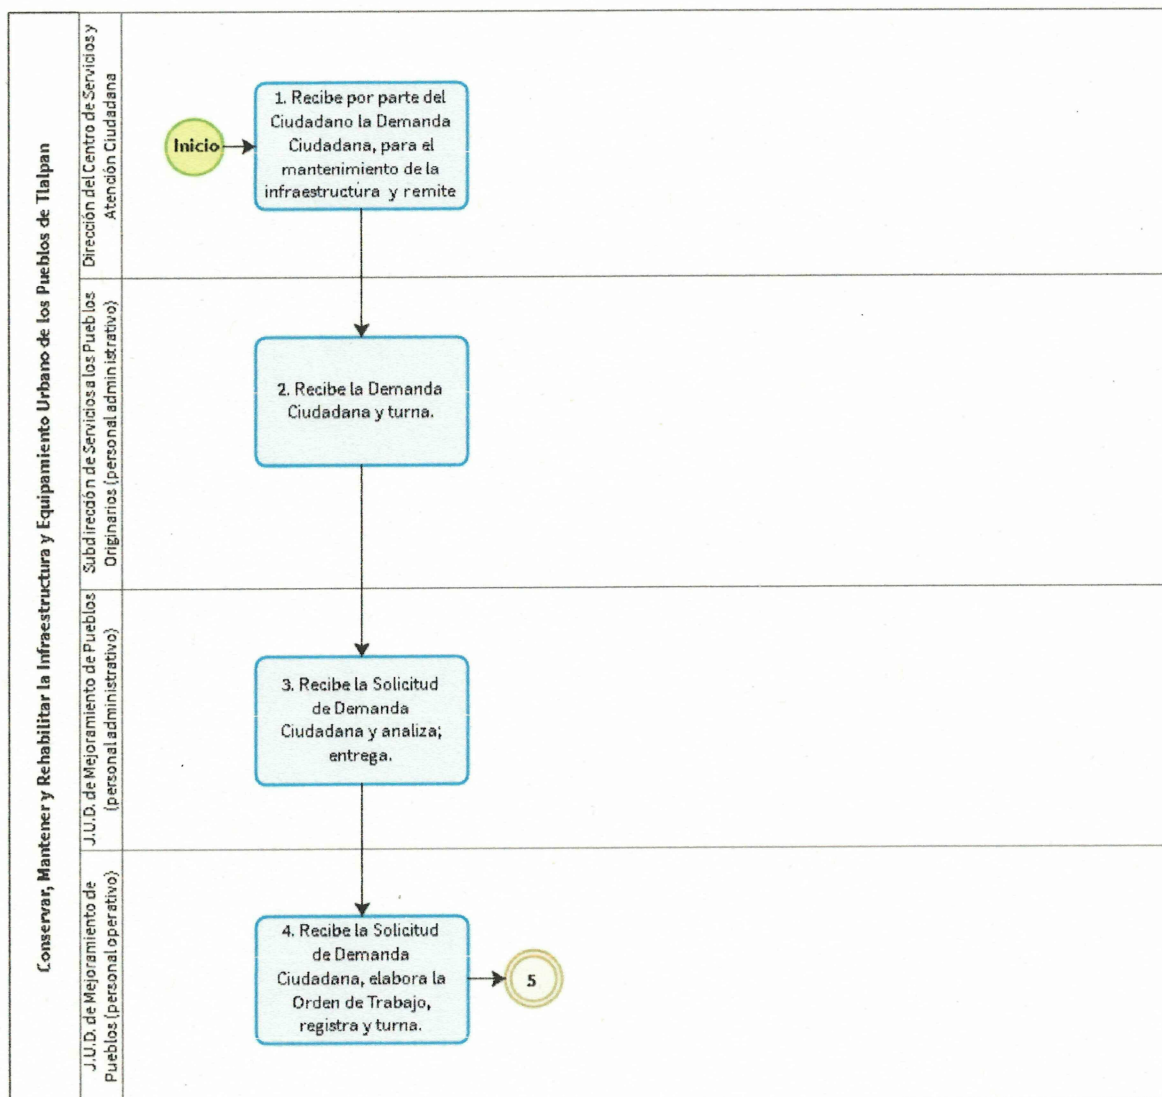 Conservar, Mantener y Rehabilitar la Infraestructura y Equipamiento Urbano de los Pueblos de Tlalpan
Dirección del Centro de Servicios y
Atención Ciudadana
Inicio
1. Recibe por parte del
Ciudadano la Demanda
Ciudadana, para el
mantenimiento de la
infraestructura y remite
Subdirección de Servicios a los Pueblos
Originarios (personal administrativo)
2. Recibe la Demanda
Ciudadana y turna.
J.U.D. de Mejoramiento de Pueblos
(personal administrativo)
3. Recibe la Solicitud
de Demanda
Ciudadana y analiza;
entrega.
J.U.D. de Mejoramiento de
Pueblos (personal operativo)
4. Recibe la Solicitud
de Demanda
Ciudadana, elabora la
Orden de Trabajo,
registra y turna.
5